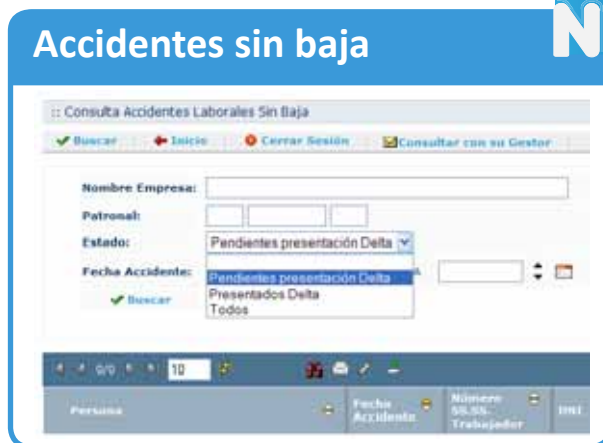 Accidentes sin baja
N
:: Consulta Accidentes Laborales Sin Baja
Buscar Inicio Cerrar Sesión Consultar con su Gestor
Nombre Empresa:
Patronal:
Estado: Pendientes presentación Delta
Fecha Accidente:
Pendientes presentación Delta
Presentados Delta
Todos
Buscar
0/0 10
Persona
Fecha Accidente
Número SS.SS. Trabajador
DNI